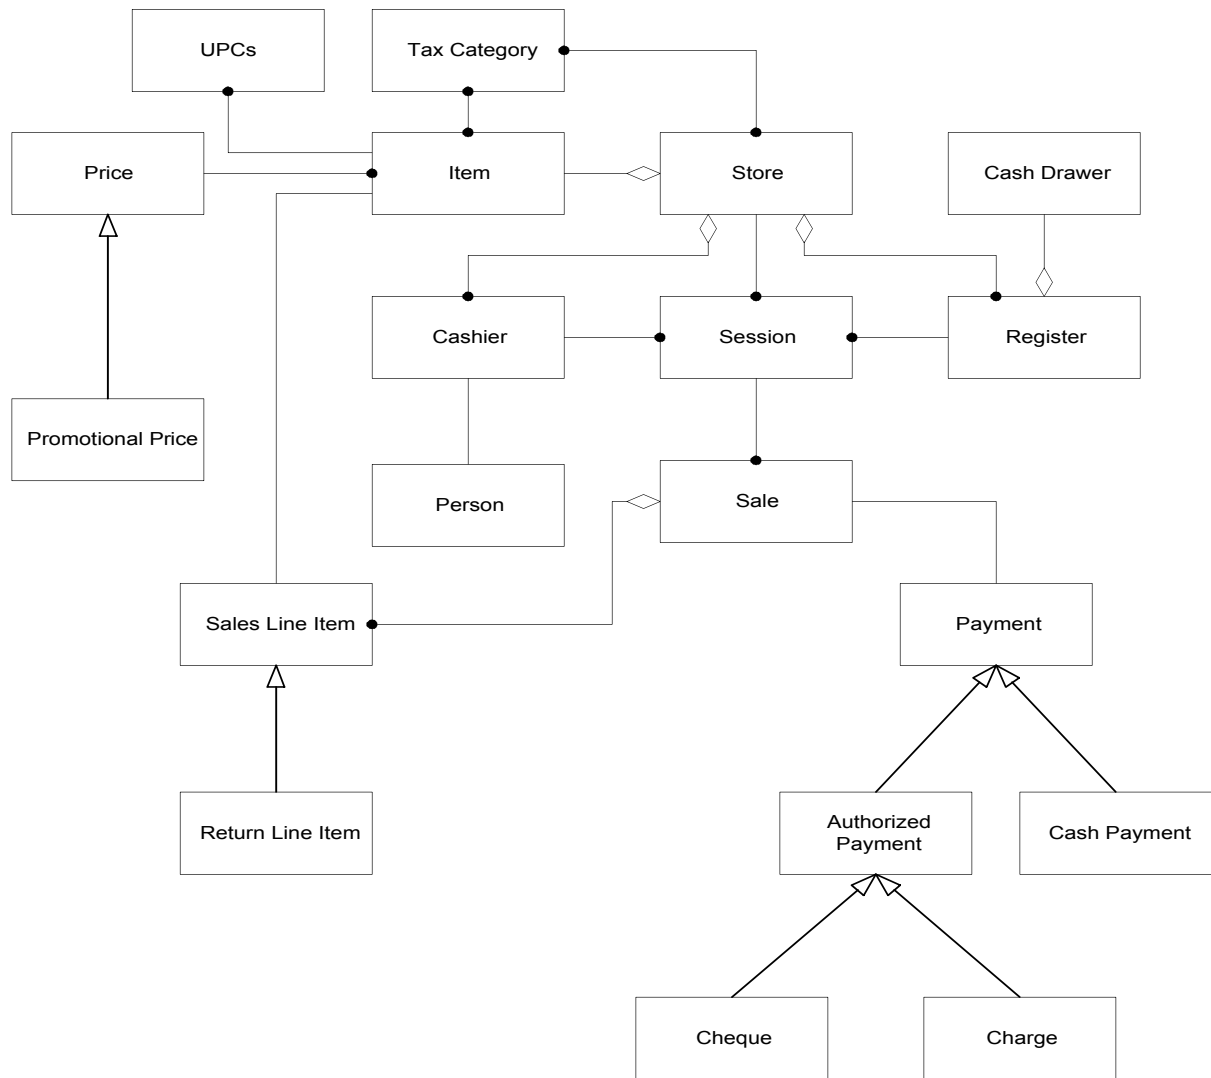 UPCs
Tax Category
Price
Item
Store
Cash Drawer
Cashier
Session
Register
Promotional Price
Person
Sale
Sales Line Item
Payment
Return Line Item
Authorized
Payment
Cash Payment
Cheque
Charge